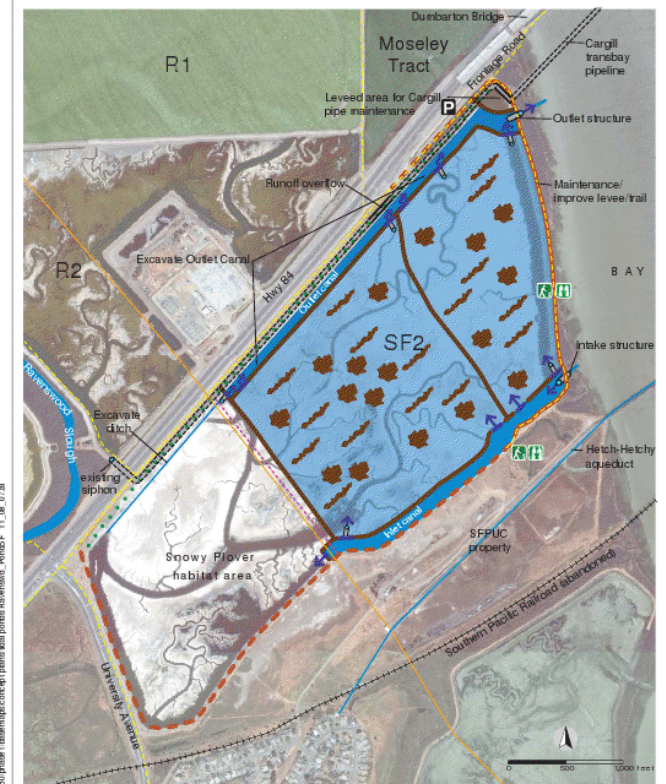 Dumbarton Bridge
R1
Moseley
Tract
Frontage Road
Cargill
transbay
pipeline
Leveed area for Cargill
pipe maintenance
P
Outlet structure
Runoff overflow
Maintenance/
improve levee/trail
Excavate Outlet Canal
R2
Hwy 84
Outlet canal
BAY
SF2
Intake structure
Ravenswood Slough
Excavate
ditch
existing
siphon
Hetch-Hetchy
aqueduct
Inlet canal
SFPUC
property
Snowy Plover
habitat area
Southern Pacific Railroad (abandoned)
University Avenue
0 500 1,000 feet